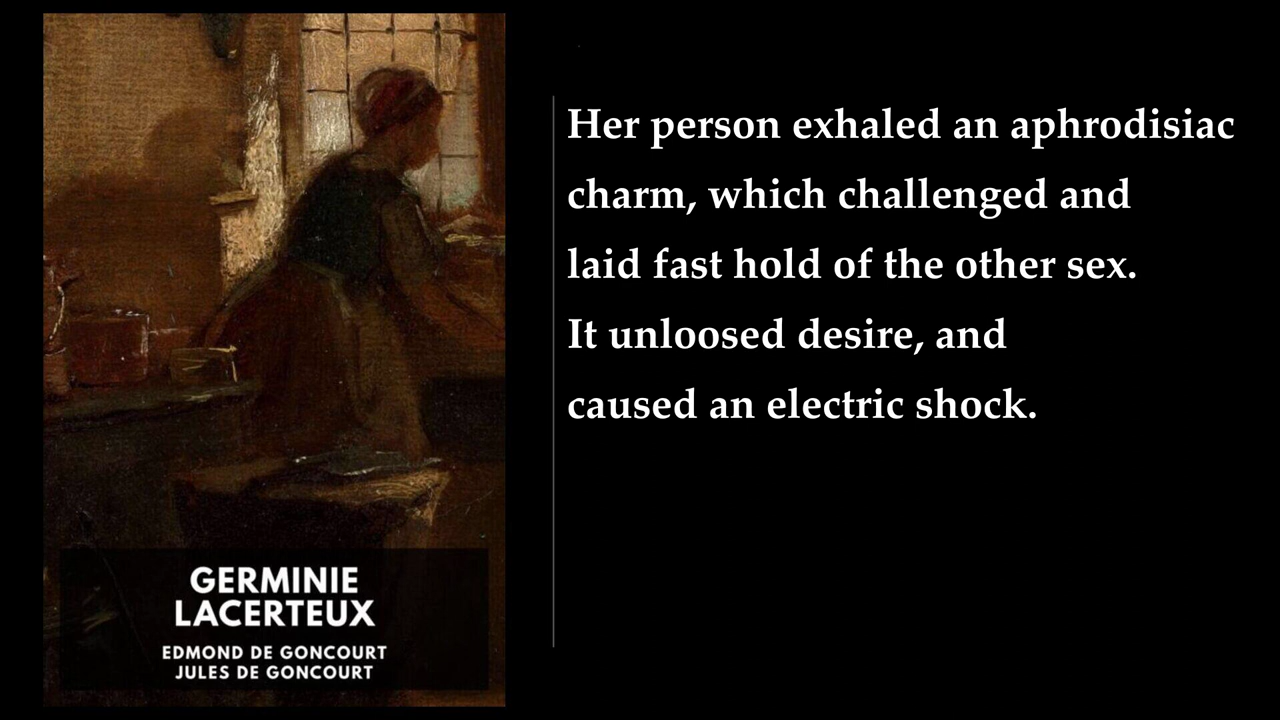 GERMINIE
LACERTEUX
EDMOND DE GONCOURT
JULES DE GONCOURT
Her person exhaled an aphrodisiac
charm, which challenged and
laid fast hold of the other sex.
It unloosed desire, and
caused an electric shock.